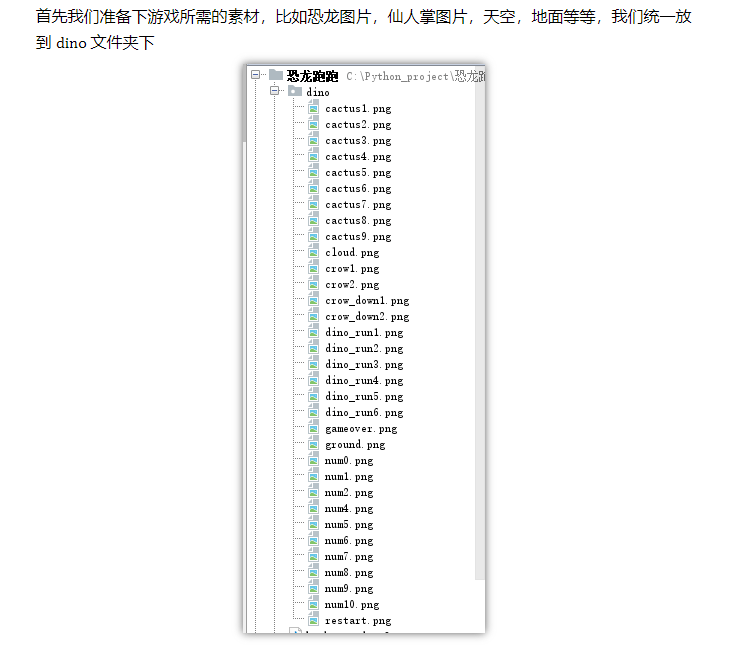 首先我们准备下游戏所需的素材，比如恐龙图片，仙人掌图片，天空，地面等等，我们统一放
到 dino 文件夹下
恐龙跑跑 C:\Python_project\恐龙跑
dino
cactus1.png
cactus2.png
cactus3.png
cactus4.png
cactus5.png
cactus6.png
cactus7.png
cactus8.png
cactus9.png
cloud.png
crow1.png
crow2.png
crow_down1.png
crow_down2.png
dino_run1.png
dino_run2.png
dino_run3.png
dino_run4.png
dino_run5.png
dino_run6.png
gameover.png
ground.png
num0.png
num1.png
num2.png
num4.png
num5.png
num6.png
num7.png
num8.png
num9.png
num10.png
restart.png